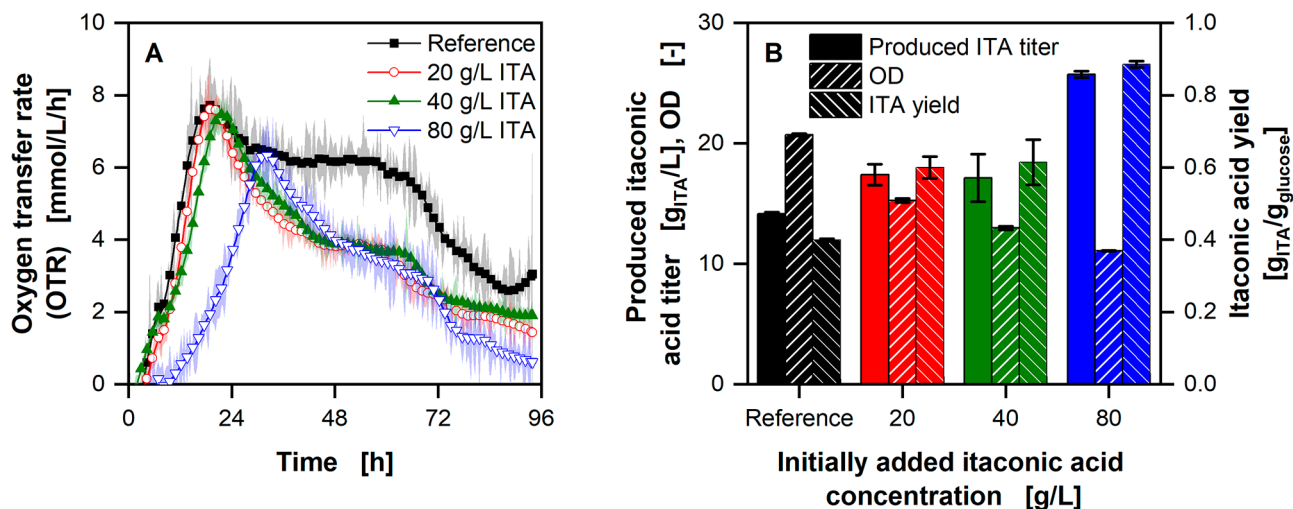 A
Reference
20 g/L ITA
40 g/L ITA
80 g/L ITA
Oxygen transfer rate
(OTR) [mmol/L/h]
10
8
6
4
2
0
0 24 48 72 96
Time [h]
B
Produced ITA titer
OD
ITA yield
Produced itaconic
acid titer [gITA/L], OD [-]
30
20
10
0
1.0
0.8
0.6
0.4
0.2
0.0
Itaconic acid yield
[gITA/gglucose]
Reference 20 40 80
Initially added itaconic acid
concentration [g/L]